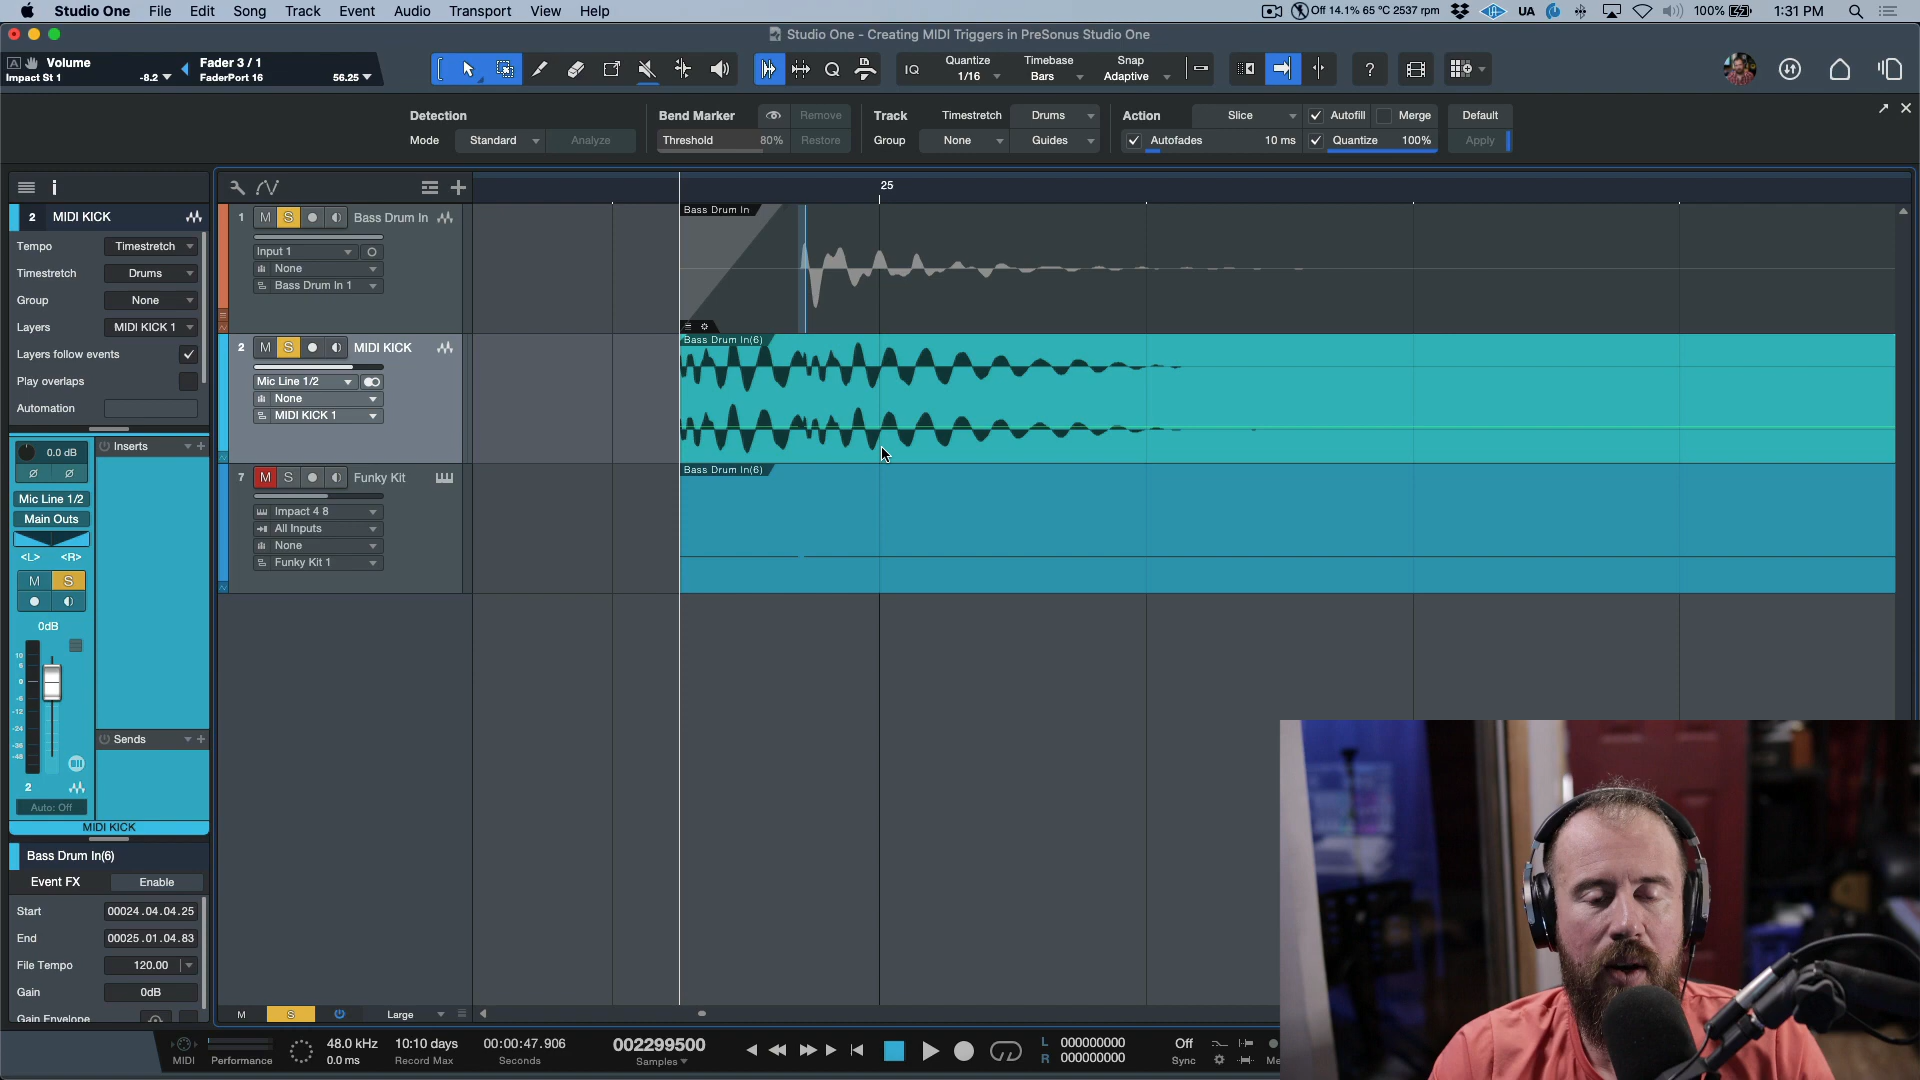 Studio One File Edit Song Track Event Audio Transport View Help
Off 14.1% 65 °C 2537 rpm UA 100% 1:31 PM
Studio One - Creating MIDI Triggers in PreSonus Studio One
A Volume Fader 3 / 1
Impact St 1 -8.2 FaderPort 16 56.25
IQ Quantize Timebase Snap
1/16 Bars Adaptive
?
Detection Bend Marker Remove Track Timestretch Drums Action Slice Autofill Merge Default
Mode Standard Analyze Threshold 80% Restore Group None Guides Autofades 10 ms Quantize 100% Apply
i
25
2 MIDI KICK
Tempo Timestretch
Timestretch Drums
Group None
Layers MIDI KICK 1
Layers follow events
Play overlaps
Automation
1 M S Bass Drum In
Input 1
None
Bass Drum In 1
Bass Drum In
2 M S MIDI KICK
Mic Line 1/2
None
MIDI KICK 1
Bass Drum In(6)
7 M S Funky Kit
Impact 4 8
All Inputs
None
Funky Kit 1
Bass Drum In(6)
0.0 dB Inserts
Mic Line 1/2
Main Outs
<L> <R>
M S
0dB
10
6
0
-6
-12
-24
-36
-48
Sends
2
Auto: Off
MIDI KICK
Bass Drum In(6)
Event FX Enable
Start 00024.04.04.25
End 00025.01.04.83
File Tempo 120.00
Gain 0dB
Gain Envelope
M S Large
MIDI Performance
48.0 kHz
0.0 ms
10:10 days
Record Max
00:00:47.906
Seconds
002299500
Samples
L 000000000
R 000000000
Off
Sync